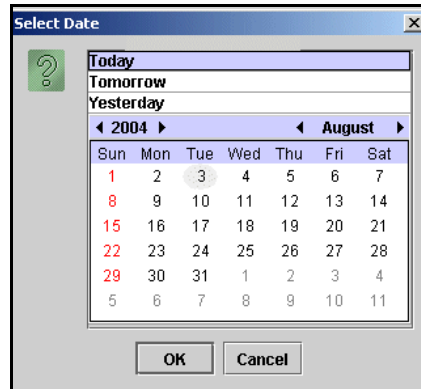 Select Date
Today
Tomorrow
Yesterday
2004 August
Sun Mon Tue Wed Thu Fri Sat
1 2 3 4 5 6 7
8 9 10 11 12 13 14
15 16 17 18 19 20 21
22 23 24 25 26 27 28
29 30 31 1 2 3 4
5 6 7 8 9 10 11
OK Cancel